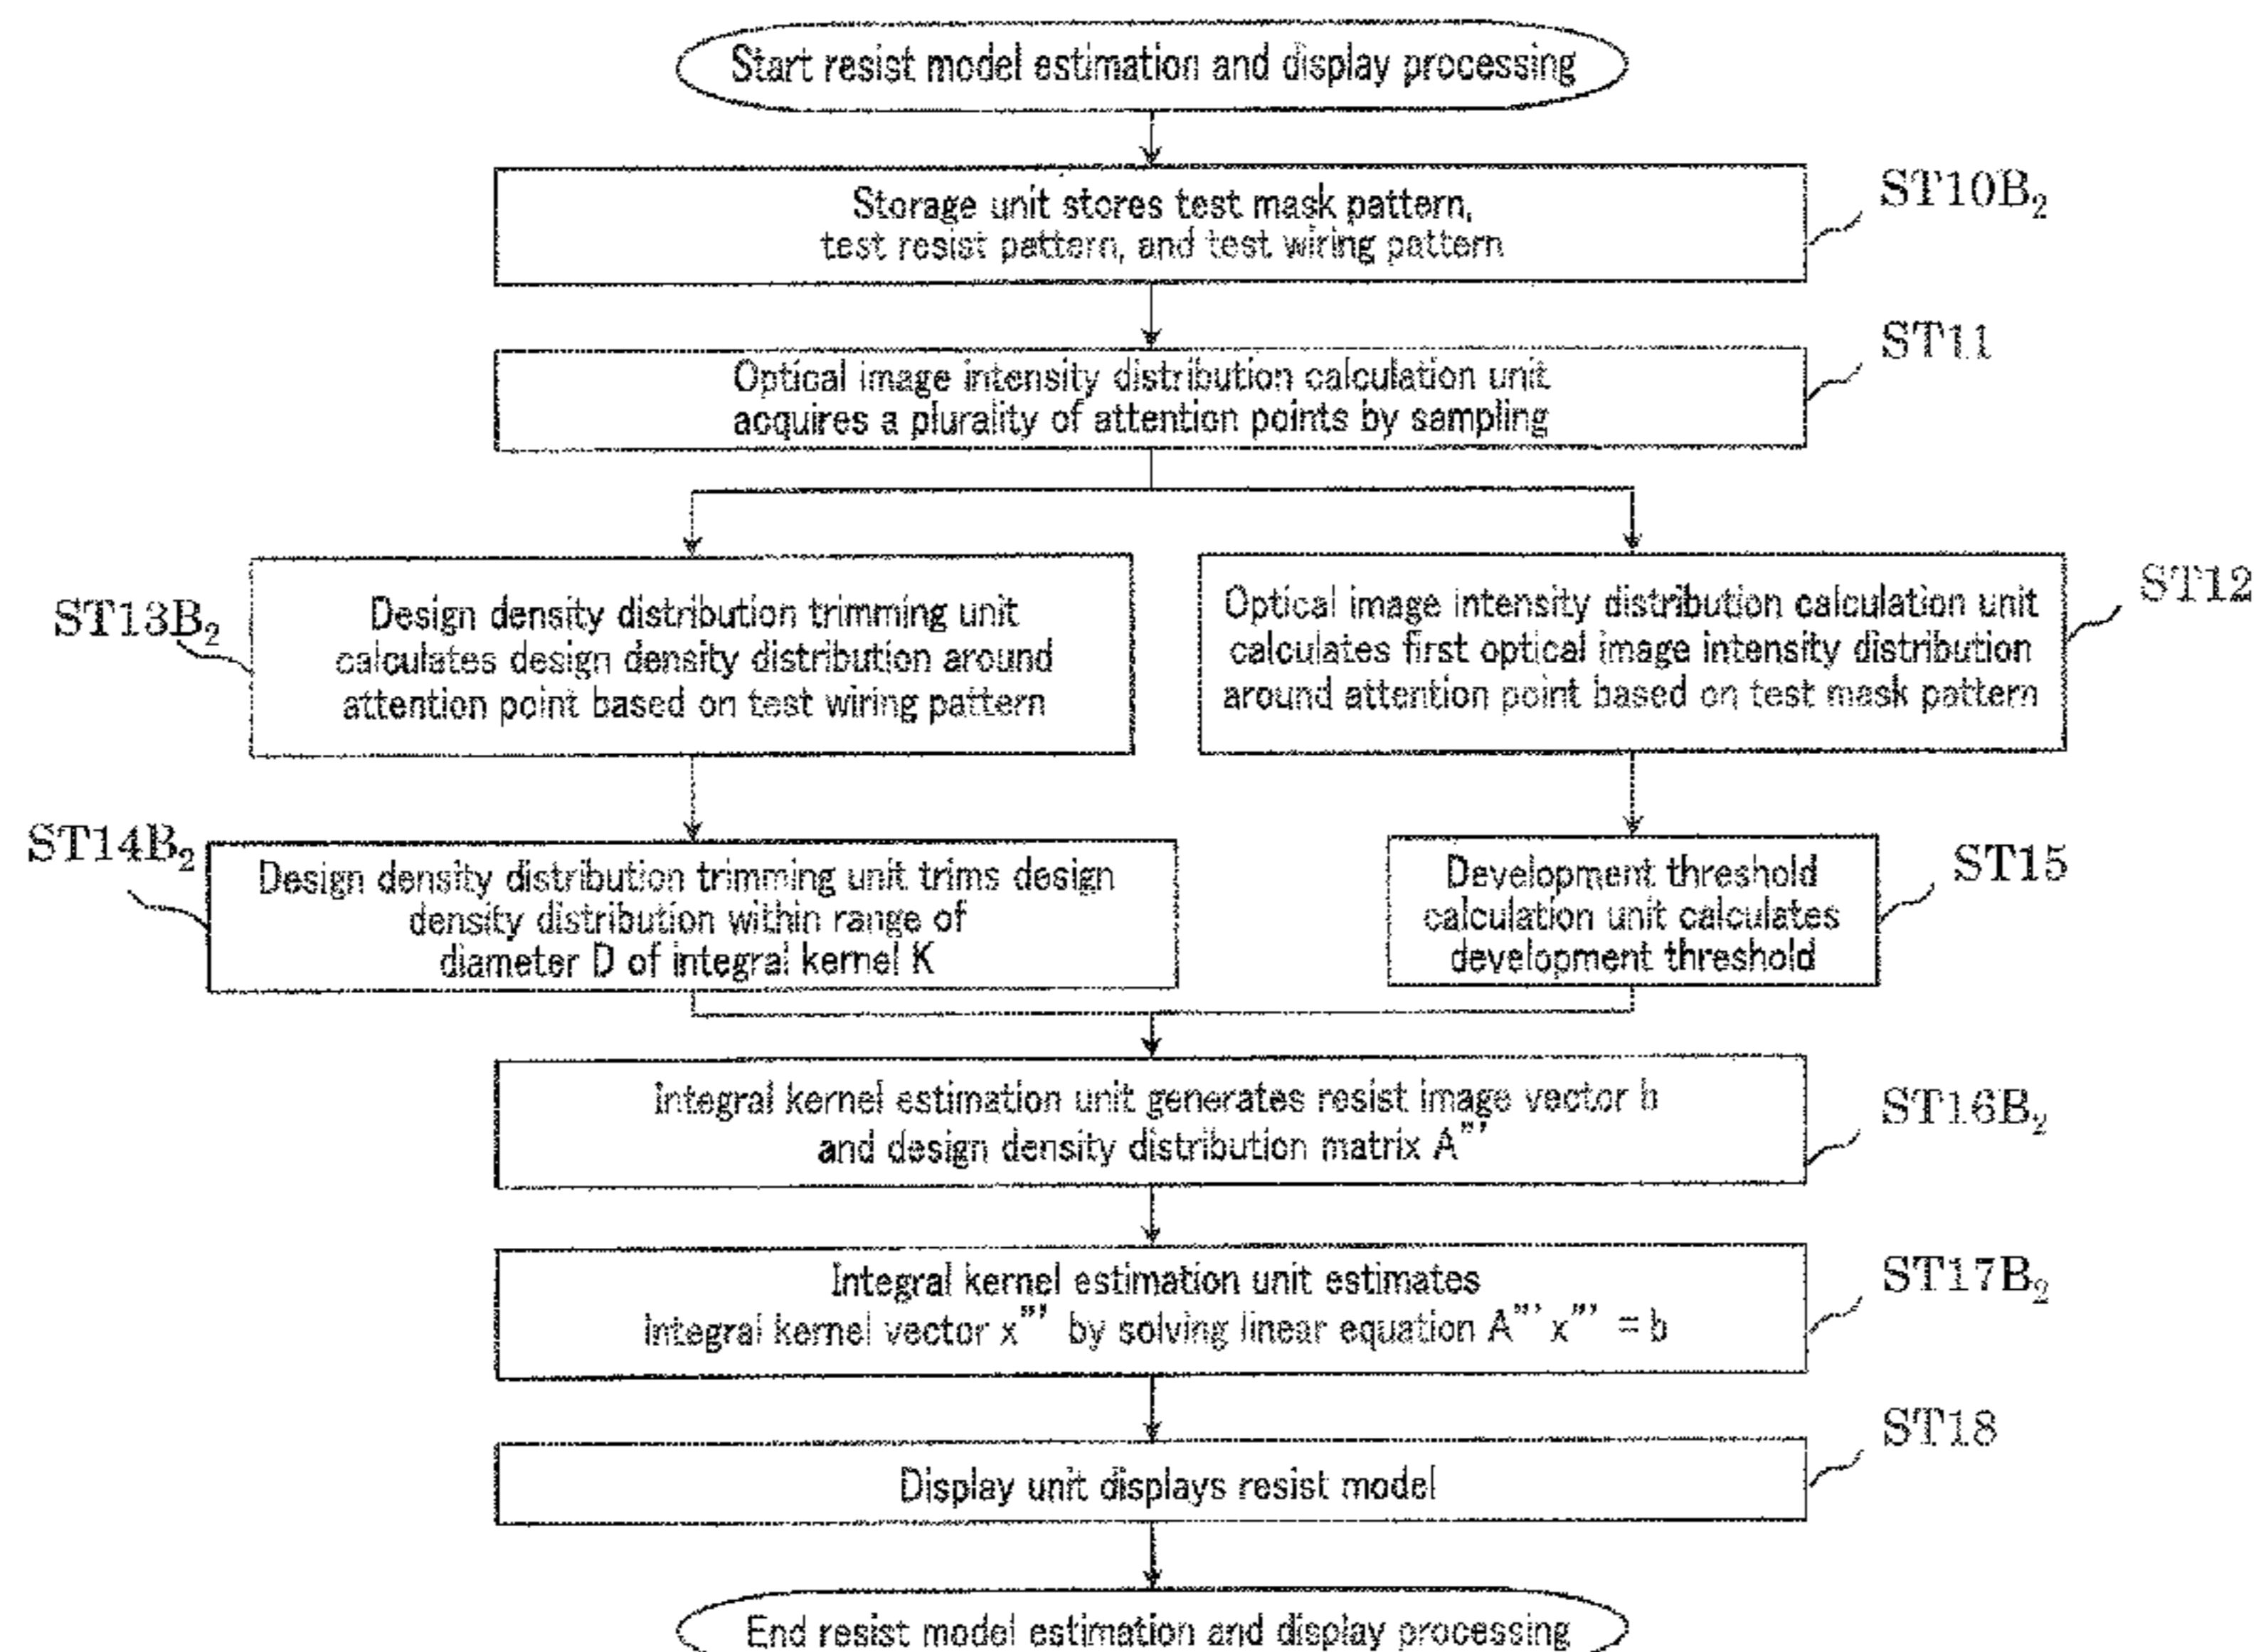 Start resist model estimation and display processing
Storage unit stores test mask pattern,
test resist pattern, and test wiring pattern
ST10B₂
Optical image intensity distribution calculation unit
acquires a plurality of attention points by sampling
ST11
ST13B₂
Design density distribution trimming unit
calculates design density distribution around
attention point based on test wiring pattern
Optical image intensity distribution calculation unit
calculates first optical image intensity distribution
around attention point based on test mask pattern
ST12
ST14B₂
Design density distribution trimming unit trims design
density distribution within range of
diameter D of integral kernel K
Development threshold
calculation unit calculates
development threshold
ST15
Integral kernel estimation unit generates resist image vector b
and design density distribution matrix A"'
ST16B₂
Integral kernel estimation unit estimates
integral kernel vector x"' by solving linear equation A"' x"' = b
ST17B₂
Display unit displays resist model
ST18
End resist model estimation and display processing